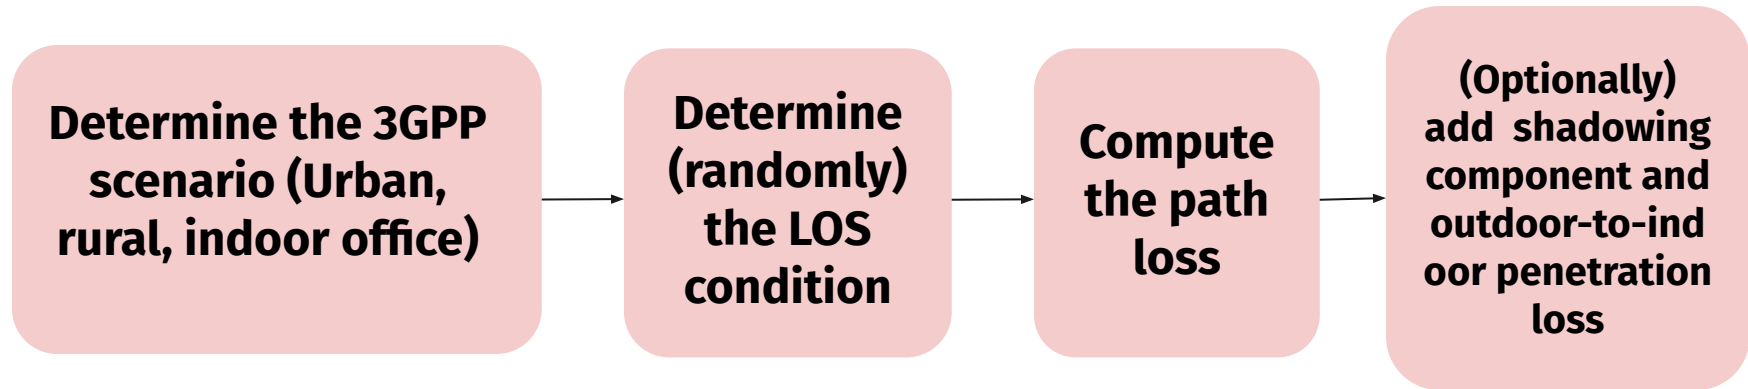 Determine the 3GPP
scenario (Urban,
rural, indoor office)
Determine
(randomly)
the LOS
condition
Compute
the path
loss
(Optionally)
add shadowing
component and
outdoor-to-ind
oor penetration
loss